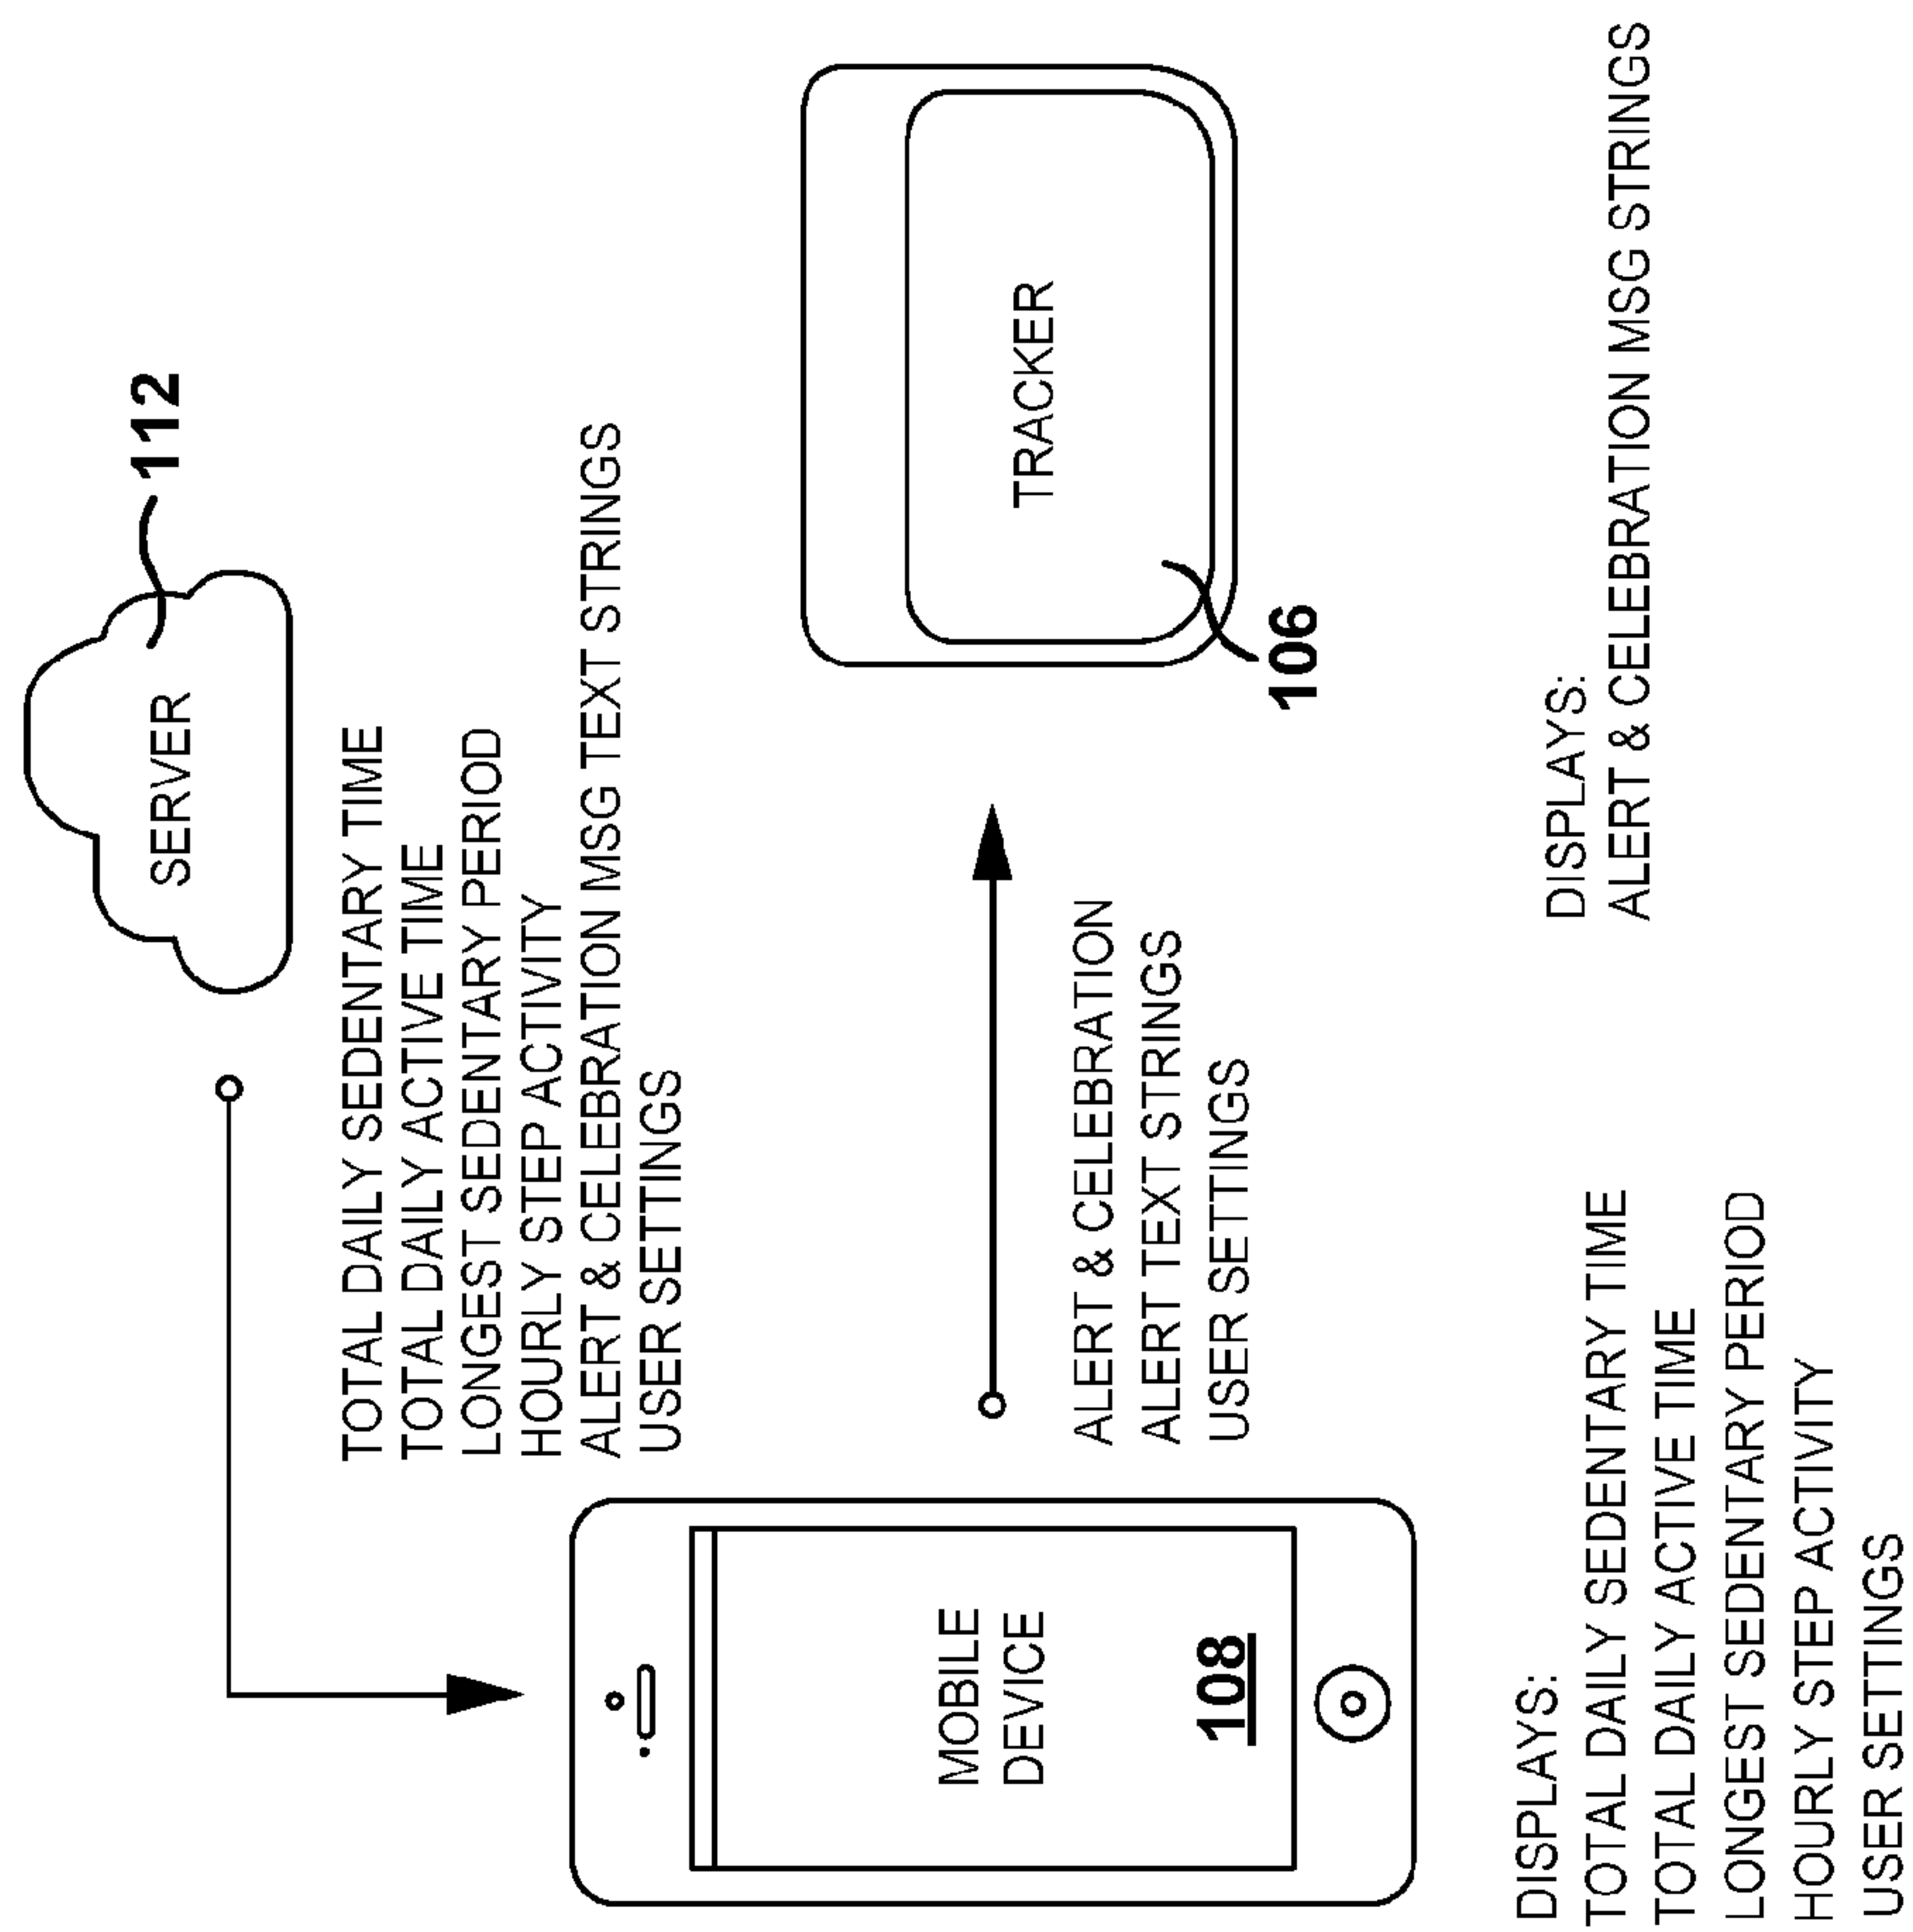 SERVER
112
TOTAL DAILY SEDENTARY TIME
TOTAL DAILY ACTIVE TIME
LONGEST SEDENTARY PERIOD
HOURLY STEP ACTIVITY
ALERT & CELEBRATION MSG TEXT STRINGS
USER SETTINGS
MOBILE
DEVICE
108
ALERT & CELEBRATION
ALERT TEXT STRINGS
USER SETTINGS
TRACKER
106
DISPLAYS:
TOTAL DAILY SEDENTARY TIME
TOTAL DAILY ACTIVE TIME
LONGEST SEDENTARY PERIOD
HOURLY STEP ACTIVITY
USER SETTINGS
DISPLAYS:
ALERT & CELEBRATION MSG STRINGS